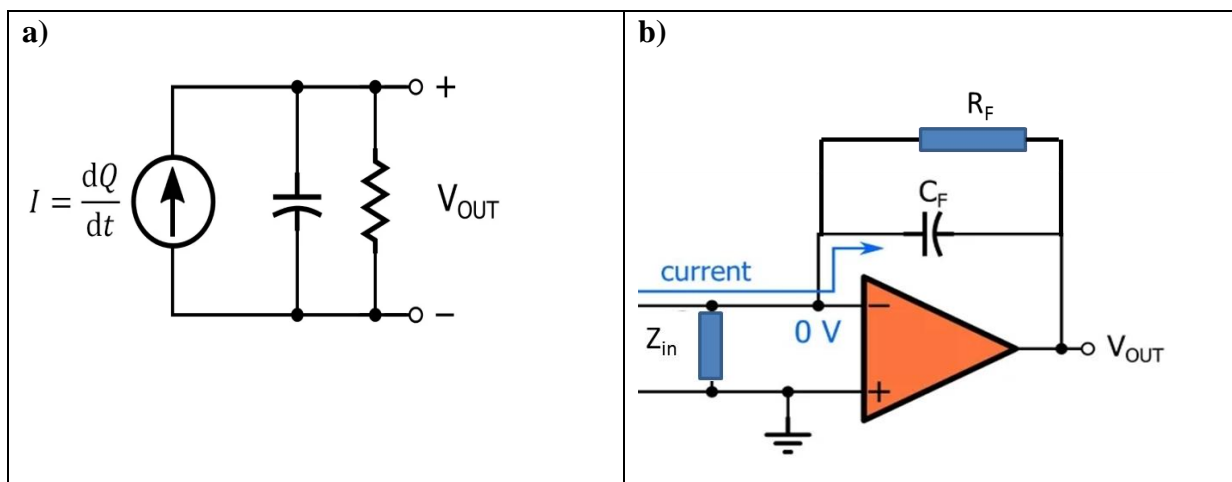 a)
+
I = dQ/dt
V_OUT
−
b)
R_F
C_F
current
−
0 V
Z_in
V_OUT
+